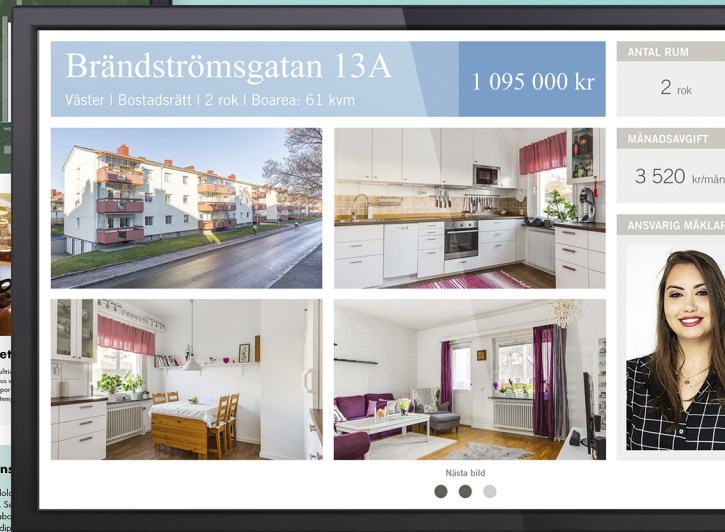 Brändströmsgatan 13A
Väster | Bostadsrätt | 2 rok | Boarea: 61 kvm
1 095 000 kr
ANTAL RUM
2 rok
MÅNADSAVGIFT
3 520 kr/mån
ANSVARIG MÄKLAR
Nästa bild